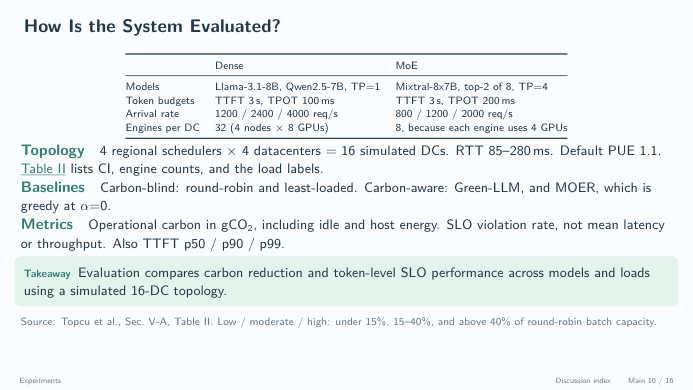 How Is the System Evaluated?
Dense MoE
Models Llama-3.1-8B, Qwen2.5-7B, TP=1 Mixtral-8x7B, top-2 of 8, TP=4
Token budgets TTFT 3 s, TPOT 100 ms TTFT 3 s, TPOT 200 ms
Arrival rate 1200 / 2400 / 4000 req/s 800 / 1200 / 2000 req/s
Engines per DC 32 (4 nodes × 8 GPUs) 8, because each engine uses 4 GPUs
Topology 4 regional schedulers × 4 datacenters = 16 simulated DCs. RTT 85–280 ms. Default PUE 1.1.
Table II lists CI, engine counts, and the load labels.
Baselines Carbon-blind: round-robin and least-loaded. Carbon-aware: Green-LLM, and MOER, which is
greedy at α=0.
Metrics Operational carbon in gCO₂, including idle and host energy. SLO violation rate, not mean latency
or throughput. Also TTFT p50 / p90 / p99.
Takeaway Evaluation compares carbon reduction and token-level SLO performance across models and loads
using a simulated 16-DC topology.
Source: Topcu et al., Sec. V-A, Table II. Low / moderate / high: under 15%, 15–40%, and above 40% of round-robin batch capacity.
Experiments Discussion index Main 10 / 16